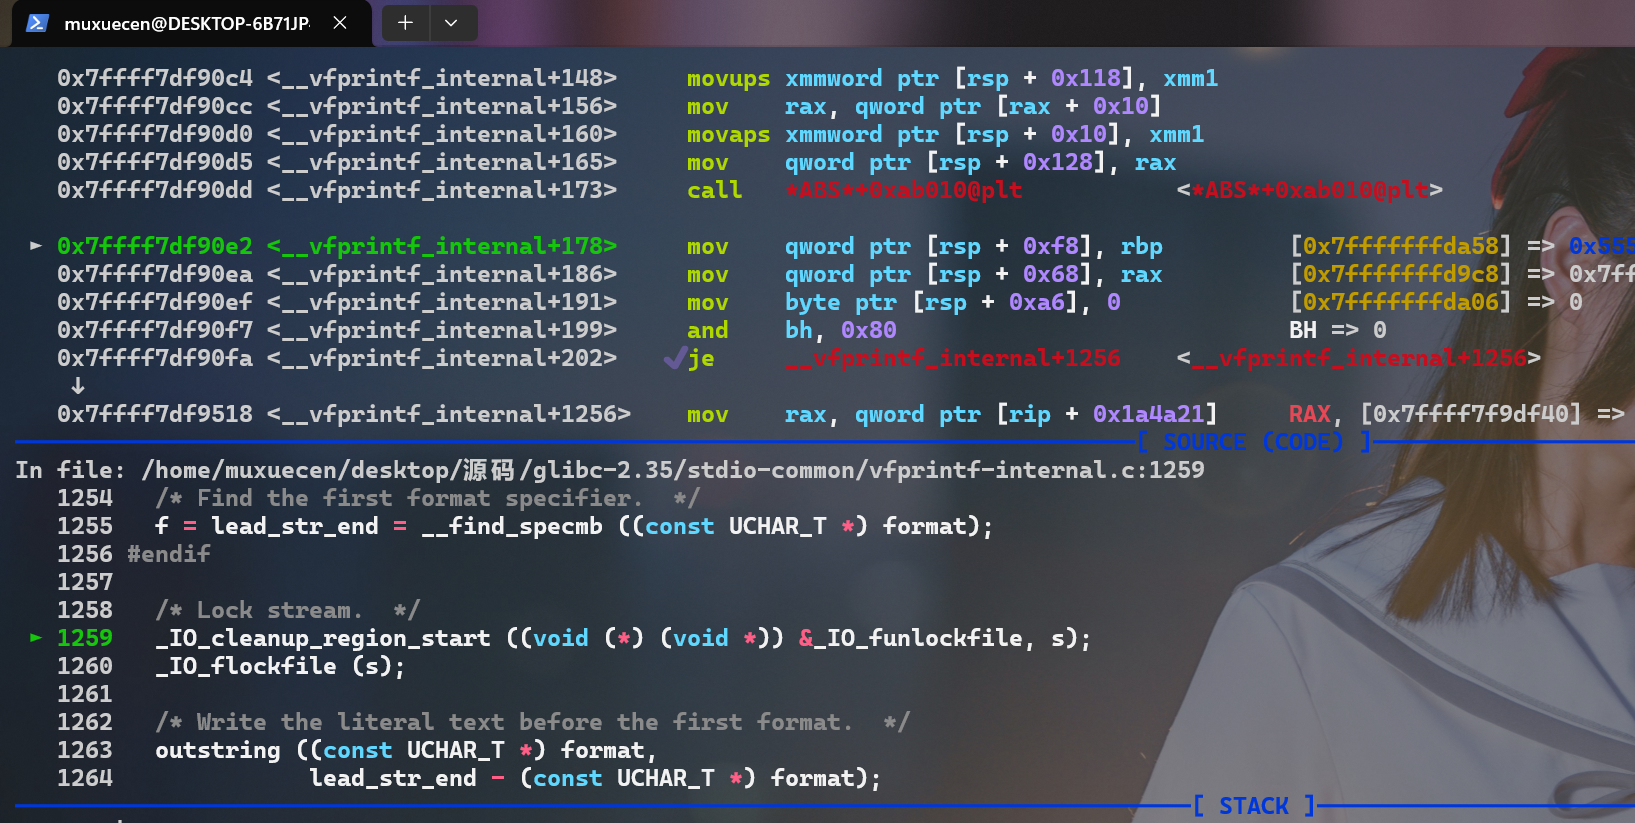 muxuecen@DESKTOP-6B71JP
0x7ffff7df90c4 <__vfprintf_internal+148>     movups xmmword ptr [rsp + 0x118], xmm1
0x7ffff7df90cc <__vfprintf_internal+156>     mov    rax, qword ptr [rax + 0x10]
0x7ffff7df90d0 <__vfprintf_internal+160>     movaps xmmword ptr [rsp + 0x10], xmm1
0x7ffff7df90d5 <__vfprintf_internal+165>     mov    qword ptr [rsp + 0x128], rax
0x7ffff7df90dd <__vfprintf_internal+173>     call   *ABS*+0xab010@plt           <*ABS*+0xab010@plt>
► 0x7ffff7df90e2 <__vfprintf_internal+178>     mov    qword ptr [rsp + 0xf8], rbp         [0x7fffffffda58] => 0x555
0x7ffff7df90ea <__vfprintf_internal+186>     mov    qword ptr [rsp + 0x68], rax         [0x7fffffffd9c8] => 0x7ff
0x7ffff7df90ef <__vfprintf_internal+191>     mov    byte ptr [rsp + 0xa6], 0            [0x7fffffffda06] => 0
0x7ffff7df90f7 <__vfprintf_internal+199>     and    bh, 0x80                            BH => 0
0x7ffff7df90fa <__vfprintf_internal+202>   ✔ je     __vfprintf_internal+1256    <__vfprintf_internal+1256>
↓
0x7ffff7df9518 <__vfprintf_internal+1256>    mov    rax, qword ptr [rip + 0x1a4a21]     RAX, [0x7ffff7f9df40] =>
[ SOURCE (CODE) ]
In file: /home/muxuecen/desktop/源码/glibc-2.35/stdio-common/vfprintf-internal.c:1259
1254   /* Find the first format specifier.  */
1255   f = lead_str_end = __find_specmb ((const UCHAR_T *) format);
1256 #endif
1257
1258   /* Lock stream.  */
► 1259   _IO_cleanup_region_start ((void (*) (void *)) &_IO_funlockfile, s);
1260   _IO_flockfile (s);
1261
1262   /* Write the literal text before the first format.  */
1263   outstring ((const UCHAR_T *) format,
1264              lead_str_end - (const UCHAR_T *) format);
[ STACK ]